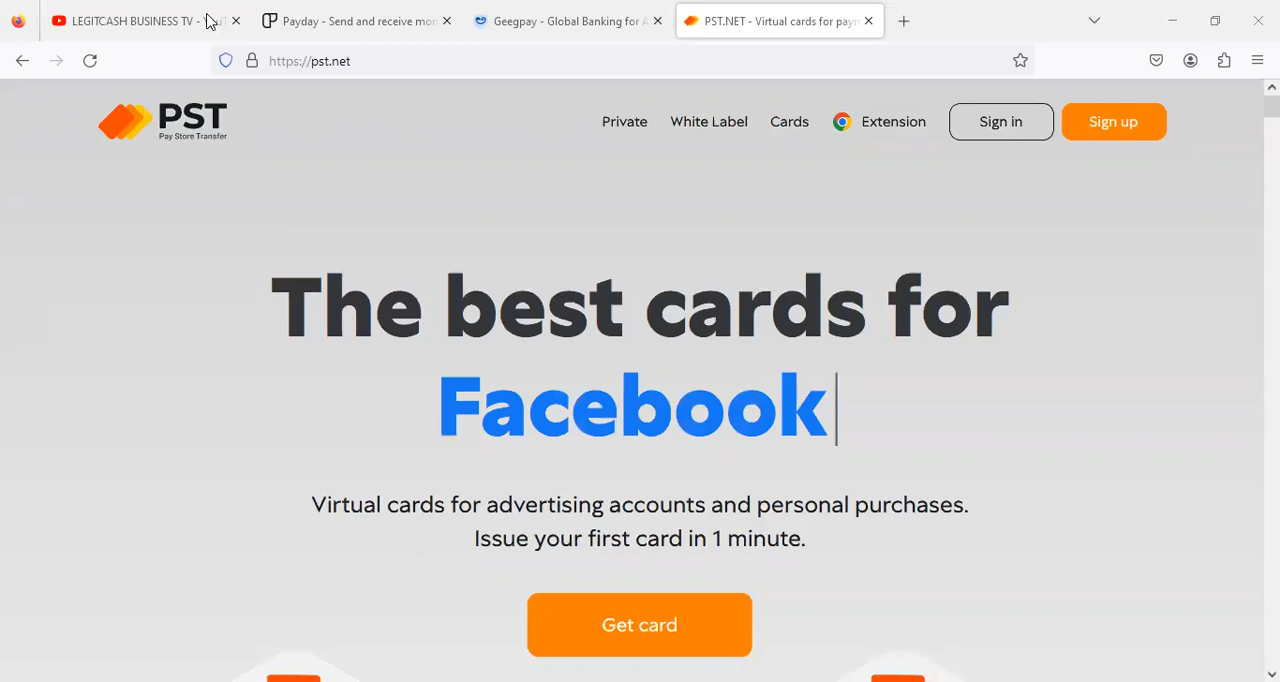 LEGITCASH BUSINESS TV -
Payday - Send and receive mon
Geegpay - Global Banking for A
PST.NET - Virtual cards for paym
https://pst.net
PST
Pay Store Transfer
Private
White Label
Cards
Extension
Sign in
Sign up
The best cards for
Facebook
Virtual cards for advertising accounts and personal purchases.
Issue your first card in 1 minute.
Get card